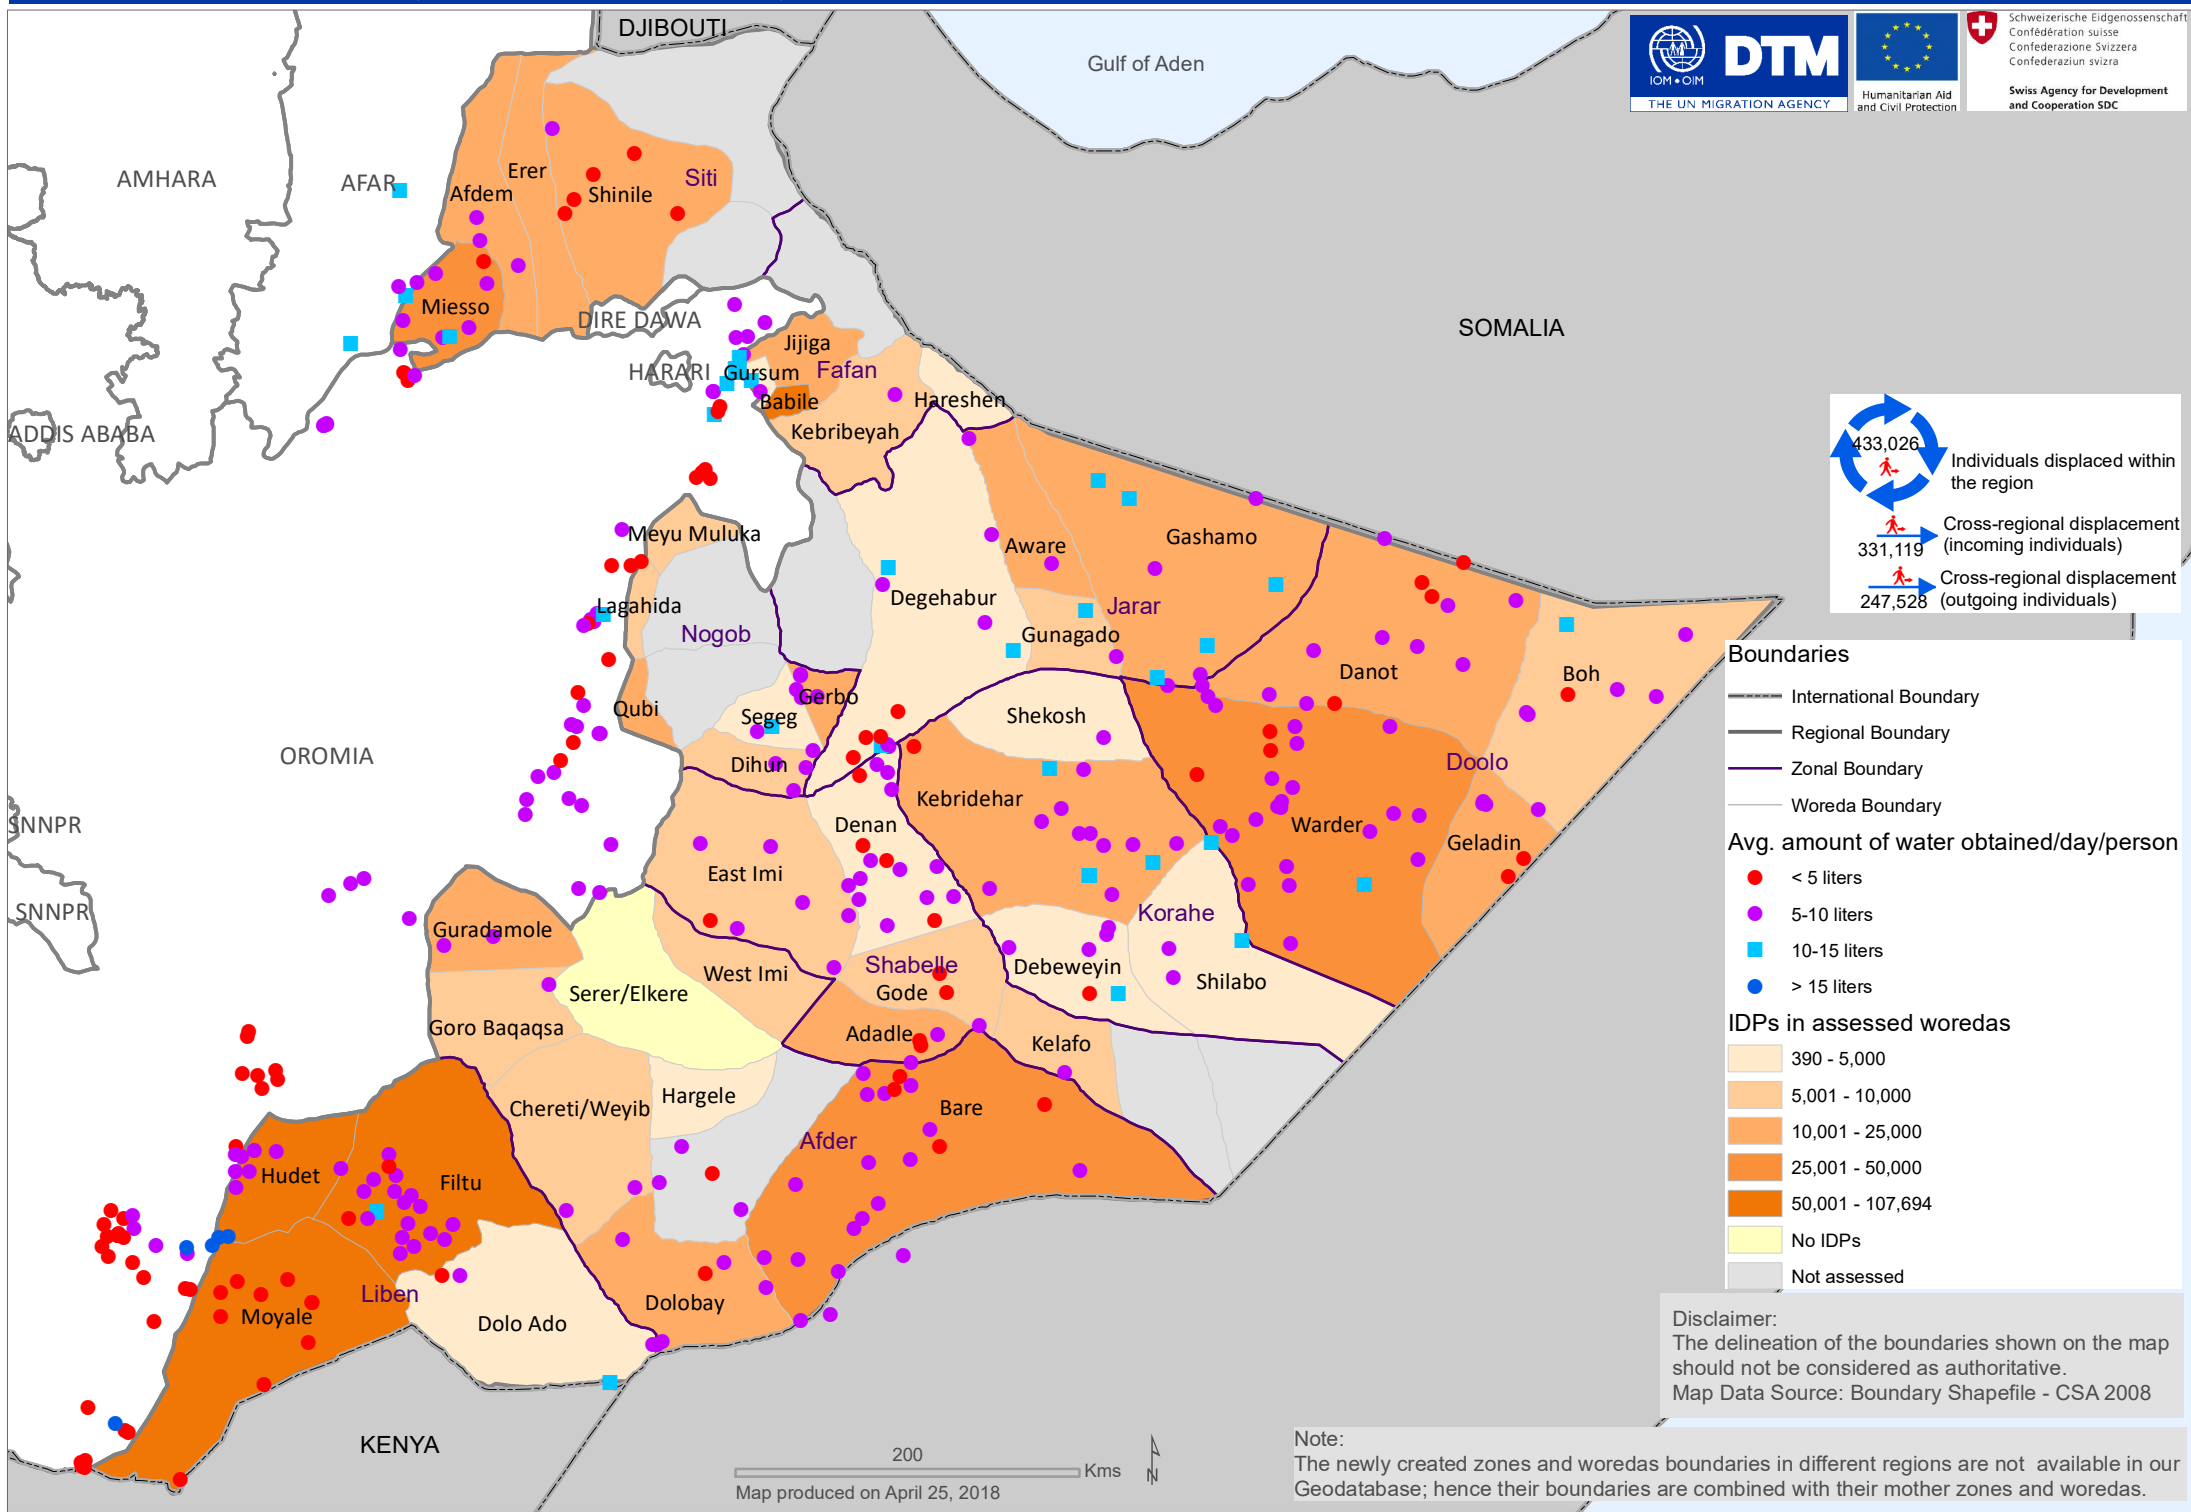 DJIBOUTI
Gulf of Aden
IOM • OIM
DTM
THE UN MIGRATION AGENCY
Humanitarian Aid
and Civil Protection
Schweizerische Eidgenossenschaft
Confédération suisse
Confederazione Svizzera
Confederaziun svizra
Swiss Agency for Development
and Cooperation SDC
AMHARA
AFAR
Erer
Afdem
Shinile
Siti
Miesso
DIRE DAWA
SOMALIA
Jijiga
HARARI
Gursum
Fafan
Babile
Hareshen
ADDIS ABABA
Kebribeyah
433,026
Individuals displaced within
the region
331,119
Cross-regional displacement
(incoming individuals)
247,528
Cross-regional displacement
(outgoing individuals)
Meyu Muluka
Aware
Gashamo
Lagahida
Degehabur
Jarar
Nogob
Gunagado
Danot
Boh
Qubi
Segeg
Gerbo
Shekosh
OROMIA
Dihun
Doolo
Kebridehar
SNNPR
Denan
Warder
Geladin
East Imi
SNNPR
Korahe
Guradamole
Shabelle
West Imi
Debeweyin
Shilabo
Serer/Elkere
Gode
Goro Baqaqsa
Adadle
Kelafo
Hargele
Chereti/Weyib
Bare
Afder
Hudet
Filtu
Liben
Dolobay
Moyale
Dolo Ado
KENYA
Boundaries
International Boundary
Regional Boundary
Zonal Boundary
Woreda Boundary
Avg. amount of water obtained/day/person
< 5 liters
5-10 liters
10-15 liters
> 15 liters
IDPs in assessed woredas
390 - 5,000
5,001 - 10,000
10,001 - 25,000
25,001 - 50,000
50,001 - 107,694
No IDPs
Not assessed
Disclaimer:
The delineation of the boundaries shown on the map
should not be considered as authoritative.
Map Data Source: Boundary Shapefile - CSA 2008
200
Kms
N
Map produced on April 25, 2018
Note:
The newly created zones and woredas boundaries in different regions are not available in our
Geodatabase; hence their boundaries are combined with their mother zones and woredas.